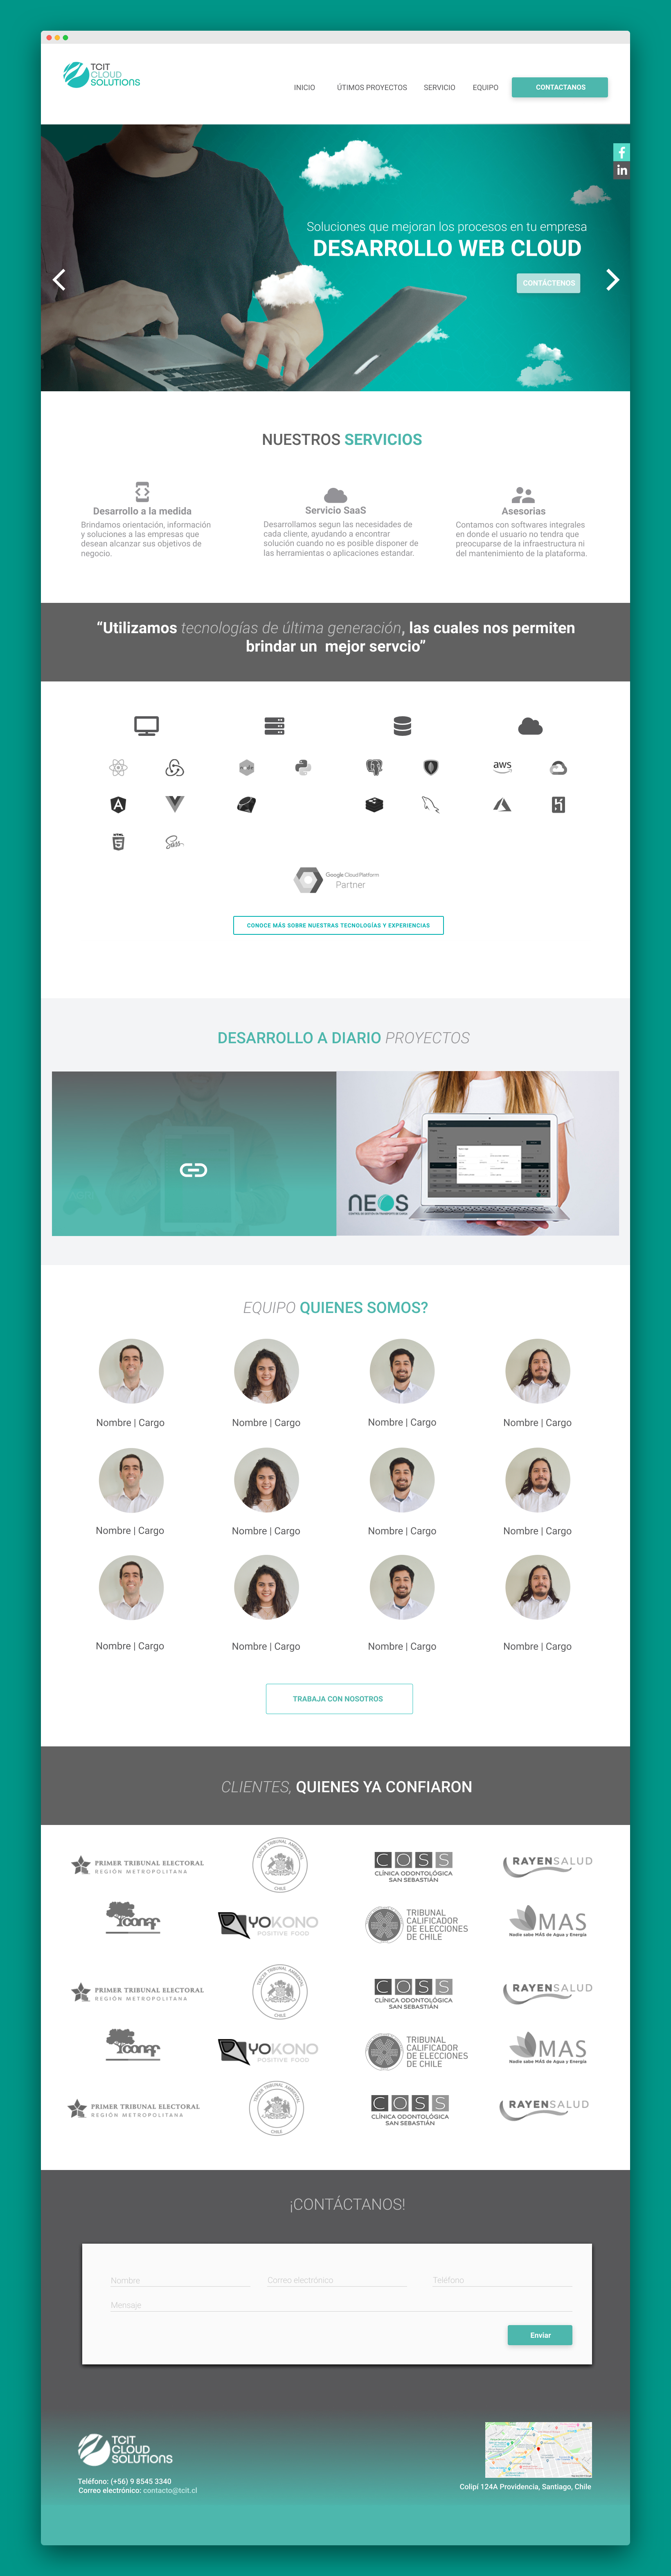 TCIT
CLOUD
SOLUTIONS
INICIO
ÚTIMOS PROYECTOS
SERVICIO
EQUIPO
CONTACTANOS
Soluciones que mejoran los procesos en tu empresa
DESARROLLO WEB CLOUD
CONTÁCTENOS
NUESTROS SERVICIOS
Desarrollo a la medida
Brindamos orientación, información
y soluciones a las empresas que
desean alcanzar sus objetivos de
negocio.
Servicio SaaS
Desarrollamos segun las necesidades de
cada cliente, ayudando a encontrar
solución cuando no es posible disponer de
las herramientas o aplicaciones estandar.
Asesorias
Contamos con softwares integrales
en donde el usuario no tendra que
preocuparse de la infraestructura ni
del mantenimiento de la plataforma.
“Utilizamos tecnologías de última generación, las cuales nos permiten
brindar un mejor servcio”
aws
Sass
Google Cloud Platform
Partner
CONOCE MÁS SOBRE NUESTRAS TECNOLOGÍAS Y EXPERIENCIAS
DESARROLLO A DIARIO PROYECTOS
NEOS
EQUIPO QUIENES SOMOS?
Nombre | Cargo
Nombre | Cargo
Nombre | Cargo
Nombre | Cargo
Nombre | Cargo
Nombre | Cargo
Nombre | Cargo
Nombre | Cargo
Nombre | Cargo
Nombre | Cargo
Nombre | Cargo
Nombre | Cargo
TRABAJA CON NOSOTROS
CLIENTES, QUIENES YA CONFIARON
PRIMER TRIBUNAL ELECTORAL
REGIÓN METROPOLITANA
TERCER TRIBUNAL AMBIENTAL
CHILE
COSS
CLÍNICA ODONTOLÓGICA
SAN SEBASTIÁN
RAYENSALUD
CONAF
YOKONO
POSITIVE FOOD
TRIBUNAL
CALIFICADOR
DE ELECCIONES
DE CHILE
MAS
Nadie sabe MÁS de Agua y Energía
PRIMER TRIBUNAL ELECTORAL
REGIÓN METROPOLITANA
TERCER TRIBUNAL AMBIENTAL
CHILE
COSS
CLÍNICA ODONTOLÓGICA
SAN SEBASTIÁN
RAYENSALUD
CONAF
YOKONO
POSITIVE FOOD
TRIBUNAL
CALIFICADOR
DE ELECCIONES
DE CHILE
MAS
Nadie sabe MÁS de Agua y Energía
PRIMER TRIBUNAL ELECTORAL
REGIÓN METROPOLITANA
TERCER TRIBUNAL AMBIENTAL
CHILE
COSS
CLÍNICA ODONTOLÓGICA
SAN SEBASTIÁN
RAYENSALUD
¡CONTÁCTANOS!
Nombre
Correo electrónico
Teléfono
Mensaje
Enviar
TCIT
CLOUD
SOLUTIONS
Teléfono: (+56) 9 8545 3340
Correo electrónico: contacto@tcit.cl
Colipí 124A Providencia, Santiago, Chile